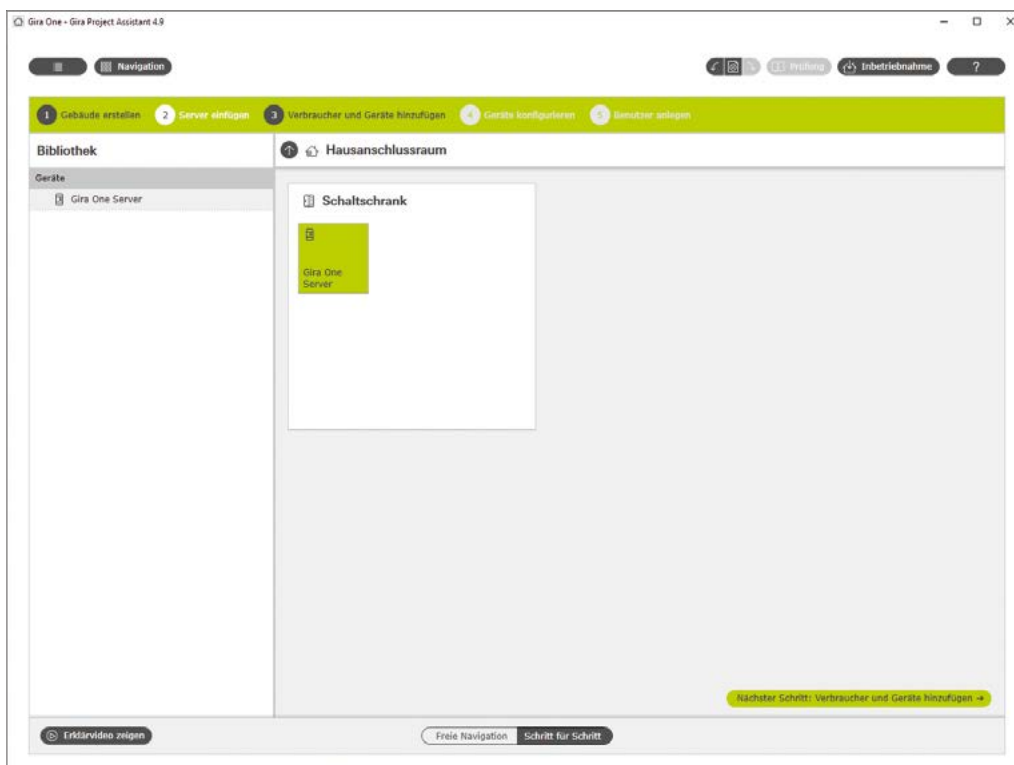 Gira One - Gira Project Assistant 4.9
Navigation
Prüfung
Inbetriebnahme
?
1 Gebäude erstellen
2 Server einfügen
3 Verbraucher und Geräte hinzufügen
4 Geräte konfigurieren
5 Benutzer anlegen
Bibliothek
Hausanschlussraum
Geräte
Gira One Server
Schaltschrank
Gira One
Server
Nächster Schritt: Verbraucher und Geräte hinzufügen →
Erklärvideo zeigen
Freie Navigation
Schritt für Schritt